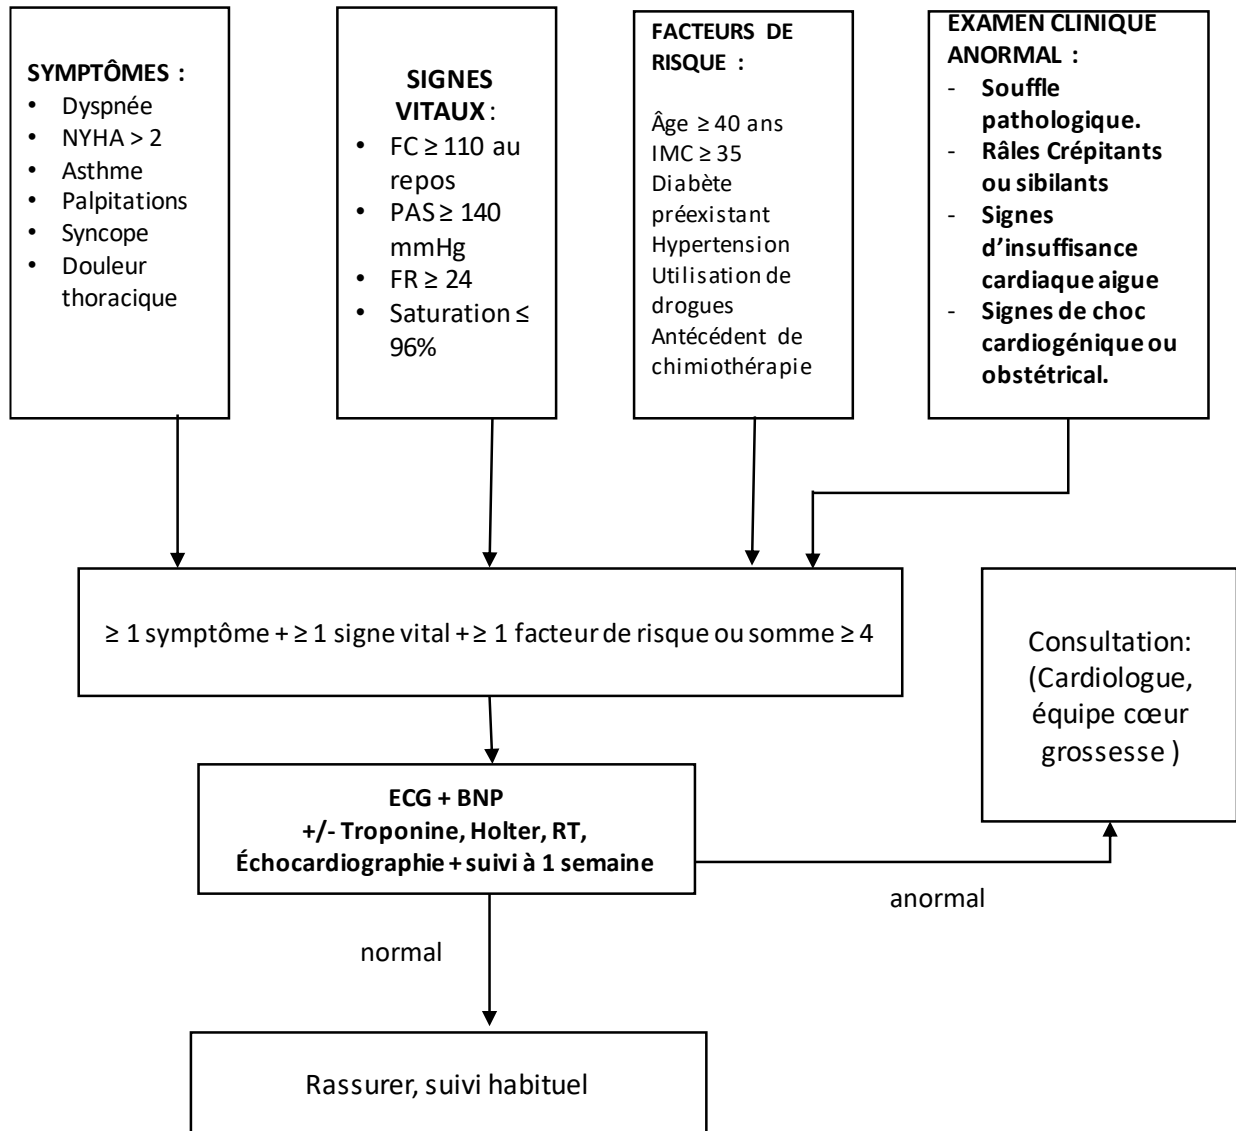 SYMPTÔMES :
• Dyspnée
• NYHA > 2
• Asthme
• Palpitations
• Syncope
• Douleur
thoracique
SIGNES
VITAUX :
• FC ≥ 110 au
repos
• PAS ≥ 140
mmHg
• FR ≥ 24
• Saturation ≤
96%
FACTEURS DE
RISQUE :
Âge ≥ 40 ans
IMC ≥ 35
Diabète
préexistant
Hypertension
Utilisation de
drogues
Antécédent de
chimiothérapie
EXAMEN CLINIQUE
ANORMAL :
- Souffle
pathologique.
- Râles Crépitants
ou sibilants
- Signes
d’insuffisance
cardiaque aigue
- Signes de choc
cardiogénique ou
obstétrical.
≥ 1 symptôme + ≥ 1 signe vital + ≥ 1 facteur de risque ou somme ≥ 4
Consultation:
(Cardiologue,
équipe cœur
grossesse )
ECG + BNP
+/- Troponine, Holter, RT,
Échocardiographie + suivi à 1 semaine
anormal
normal
Rassurer, suivi habituel